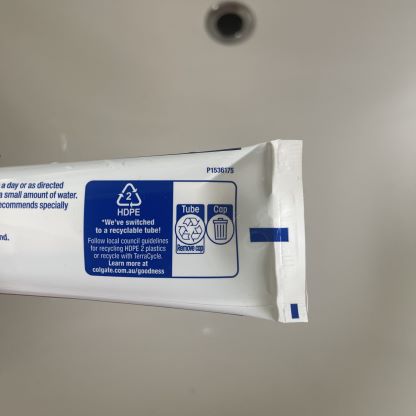 P1536175
a day or as directed
a small amount of water.
ecommends specially
nd.
2
HDPE
*We've switched
to a recyclable tube!
Follow local council guidelines
for recycling HDPE 2 plastics
or recycle with TerraCycle.
Learn more at
colgate.com.au/goodness
Tube
Remove cap
Cap